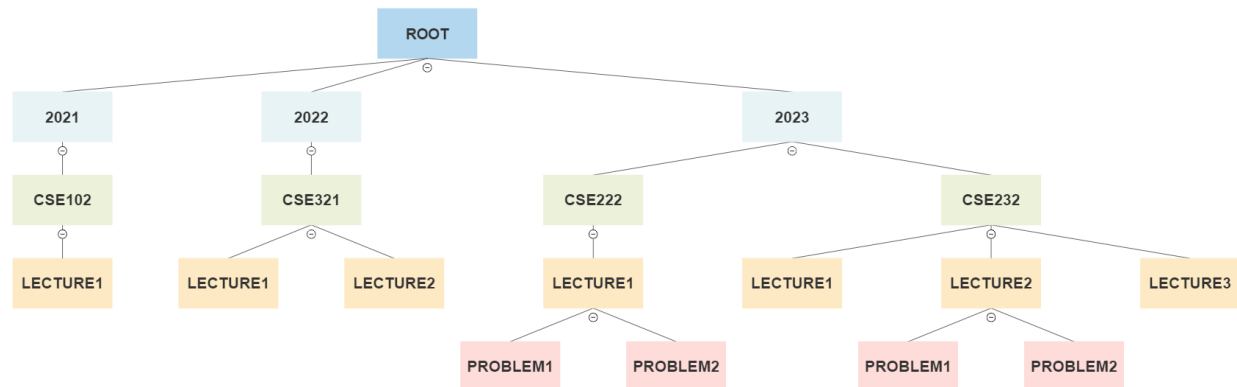 ROOT
2021
2022
2023
CSE102
CSE321
CSE222
CSE232
LECTURE1
LECTURE1
LECTURE2
LECTURE1
LECTURE1
LECTURE2
LECTURE3
PROBLEM1
PROBLEM2
PROBLEM1
PROBLEM2